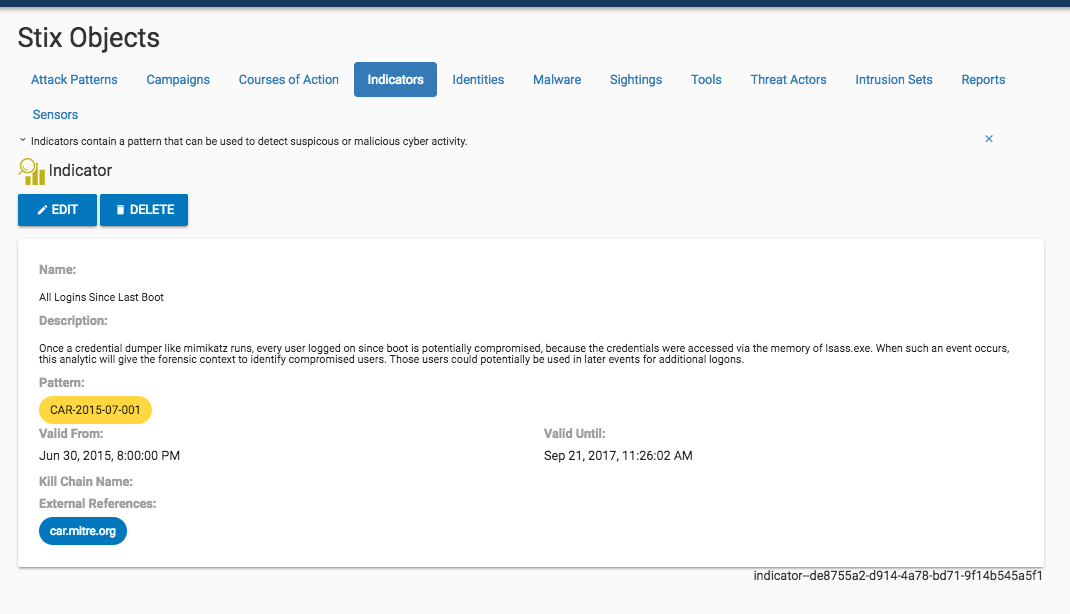 Stix Objects
Attack Patterns Campaigns Courses of Action Indicators Identities Malware Sightings Tools Threat Actors Intrusion Sets Reports
Sensors
Indicators contain a pattern that can be used to detect suspicious or malicious cyber activity.
Indicator
EDIT DELETE
Name:
All Logins Since Last Boot
Description:
Once a credential dumper like mimikatz runs, every user logged on since boot is potentially compromised, because the credentials were accessed via the memory of lsass.exe. When such an event occurs,
this analytic will give the forensic context to identify compromised users. Those users could potentially be used in later events for additional logons.
Pattern:
CAR-2015-07-001
Valid From: Valid Until:
Jun 30, 2015, 8:00:00 PM Sep 21, 2017, 11:26:02 AM
Kill Chain Name:
External References:
car.mitre.org
indicator--de8755a2-d914-4a78-bd71-9f14b545a5f1